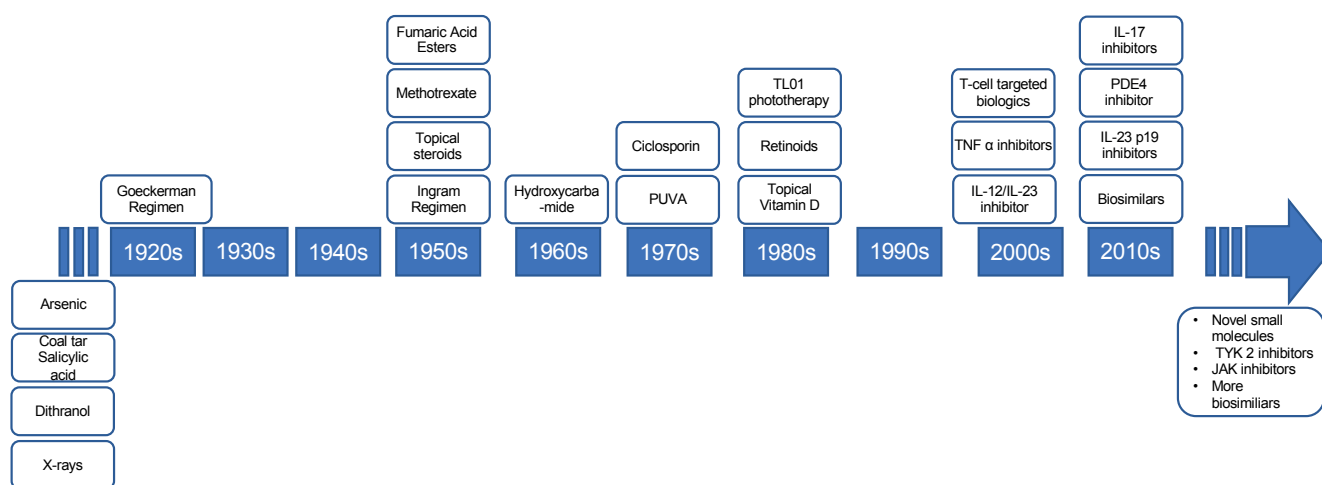 Fumaric Acid
Esters
Methotrexate
Topical
steroids
Ingram
Regimen
Goeckerman
Regimen
Hydroxycarba
-mide
Ciclosporin
PUVA
TL01
phototherapy
Retinoids
Topical
Vitamin D
T-cell targeted
biologics
TNF α inhibitors
IL-12/IL-23
inhibitor
IL-17
inhibitors
PDE4
inhibitor
IL-23 p19
inhibitors
Biosimilars
1920s
1930s
1940s
1950s
1960s
1970s
1980s
1990s
2000s
2010s
Arsenic
Coal tar
Salicylic
acid
Dithranol
X-rays
• Novel small
molecules
• TYK 2 inhibitors
• JAK inhibitors
• More
biosimiliars